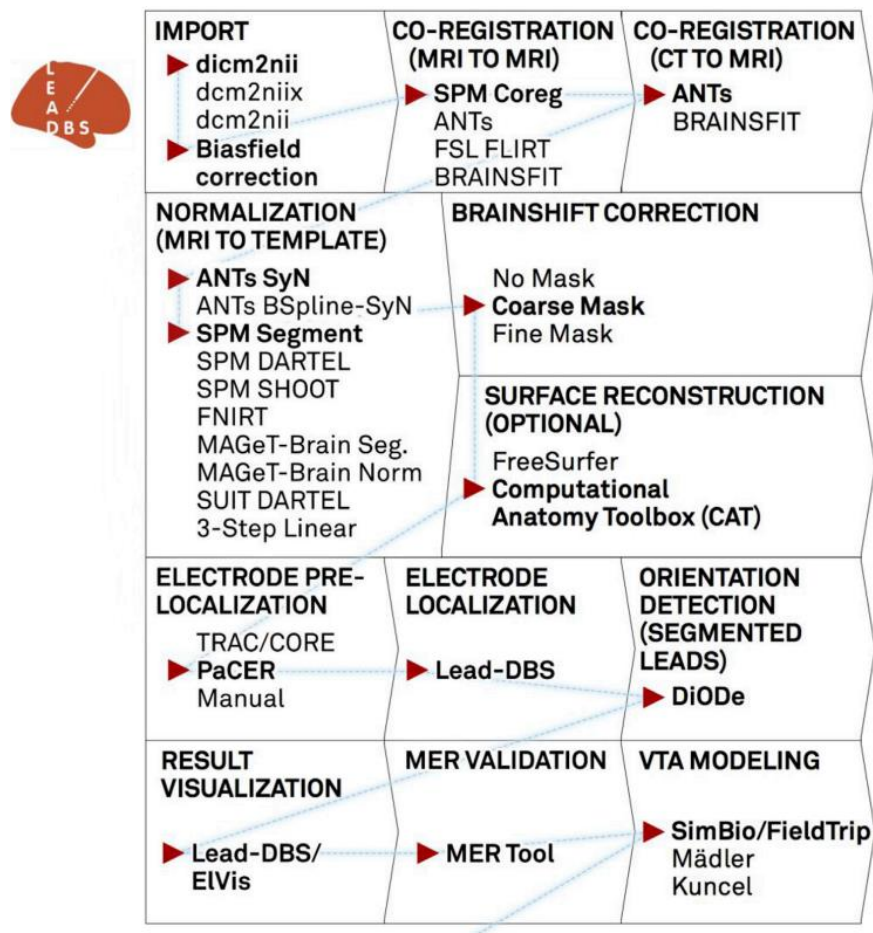 LEAD DBS
IMPORT
dicm2nii
dcm2niix
dcm2nii
Biasfield
correction
CO-REGISTRATION
(MRI TO MRI)
SPM Coreg
ANTs
FSL FLIRT
BRAINSFIT
CO-REGISTRATION
(CT TO MRI)
ANTs
BRAINSFIT
NORMALIZATION
(MRI TO TEMPLATE)
ANTs SyN
ANTs BSpline-SyN
SPM Segment
SPM DARTEL
SPM SHOOT
FNIRT
MAGeT-Brain Seg.
MAGeT-Brain Norm
SUIT DARTEL
3-Step Linear
BRAINSHIFT CORRECTION
No Mask
Coarse Mask
Fine Mask
SURFACE RECONSTRUCTION
(OPTIONAL)
FreeSurfer
Computational
Anatomy Toolbox (CAT)
ELECTRODE PRE-
LOCALIZATION
TRAC/CORE
PaCER
Manual
ELECTRODE
LOCALIZATION
Lead-DBS
ORIENTATION
DETECTION
(SEGMENTED
LEADS)
DiODe
RESULT
VISUALIZATION
Lead-DBS/
ElVis
MER VALIDATION
MER Tool
VTA MODELING
SimBio/FieldTrip
Mädler
Kuncel